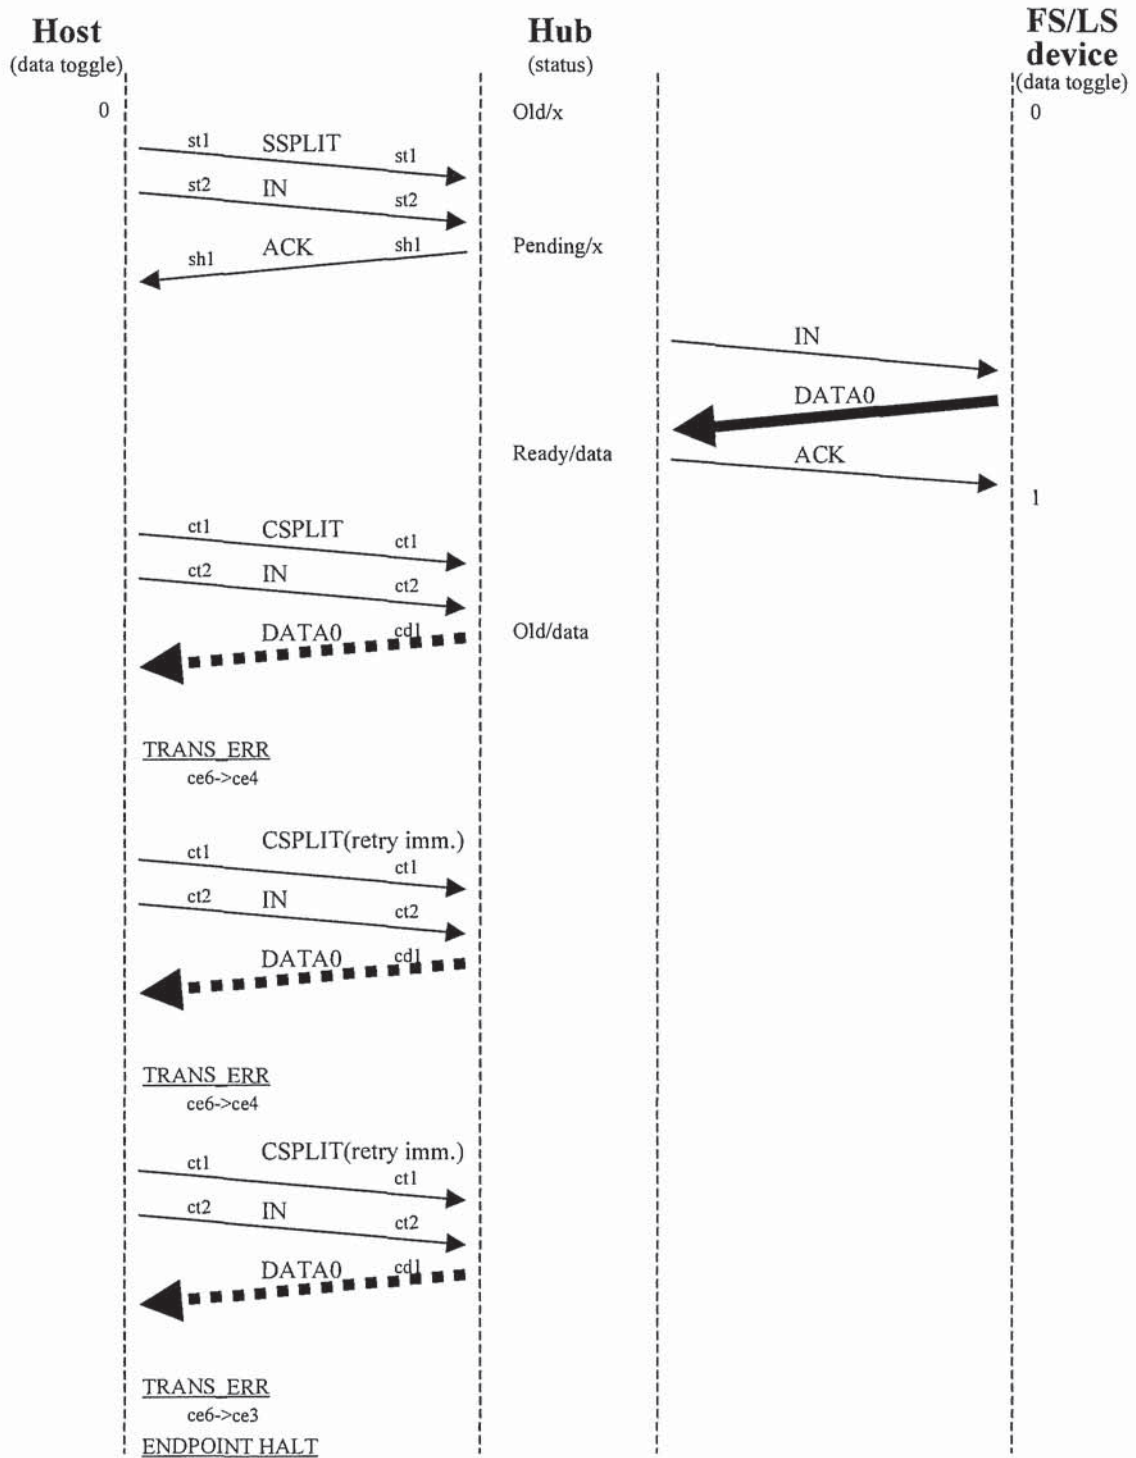 Host
(data toggle)
Hub
(status)
FS/LS
device
(data toggle)
0
Old/x
0
st1 SSPLIT st1
st2 IN st2
sh1 ACK sh1
Pending/x
IN
DATA0
Ready/data
ACK
1
ct1 CSPLIT ct1
ct2 IN ct2
DATA0 cd1
Old/data
TRANS_ERR
ce6->ce4
CSPLIT(retry imm.)
ct1 ct1
ct2 IN ct2
DATA0 cd1
TRANS_ERR
ce6->ce4
CSPLIT(retry imm.)
ct1 ct1
ct2 IN ct2
DATA0 cd1
TRANS_ERR
ce6->ce3
ENDPOINT HALT